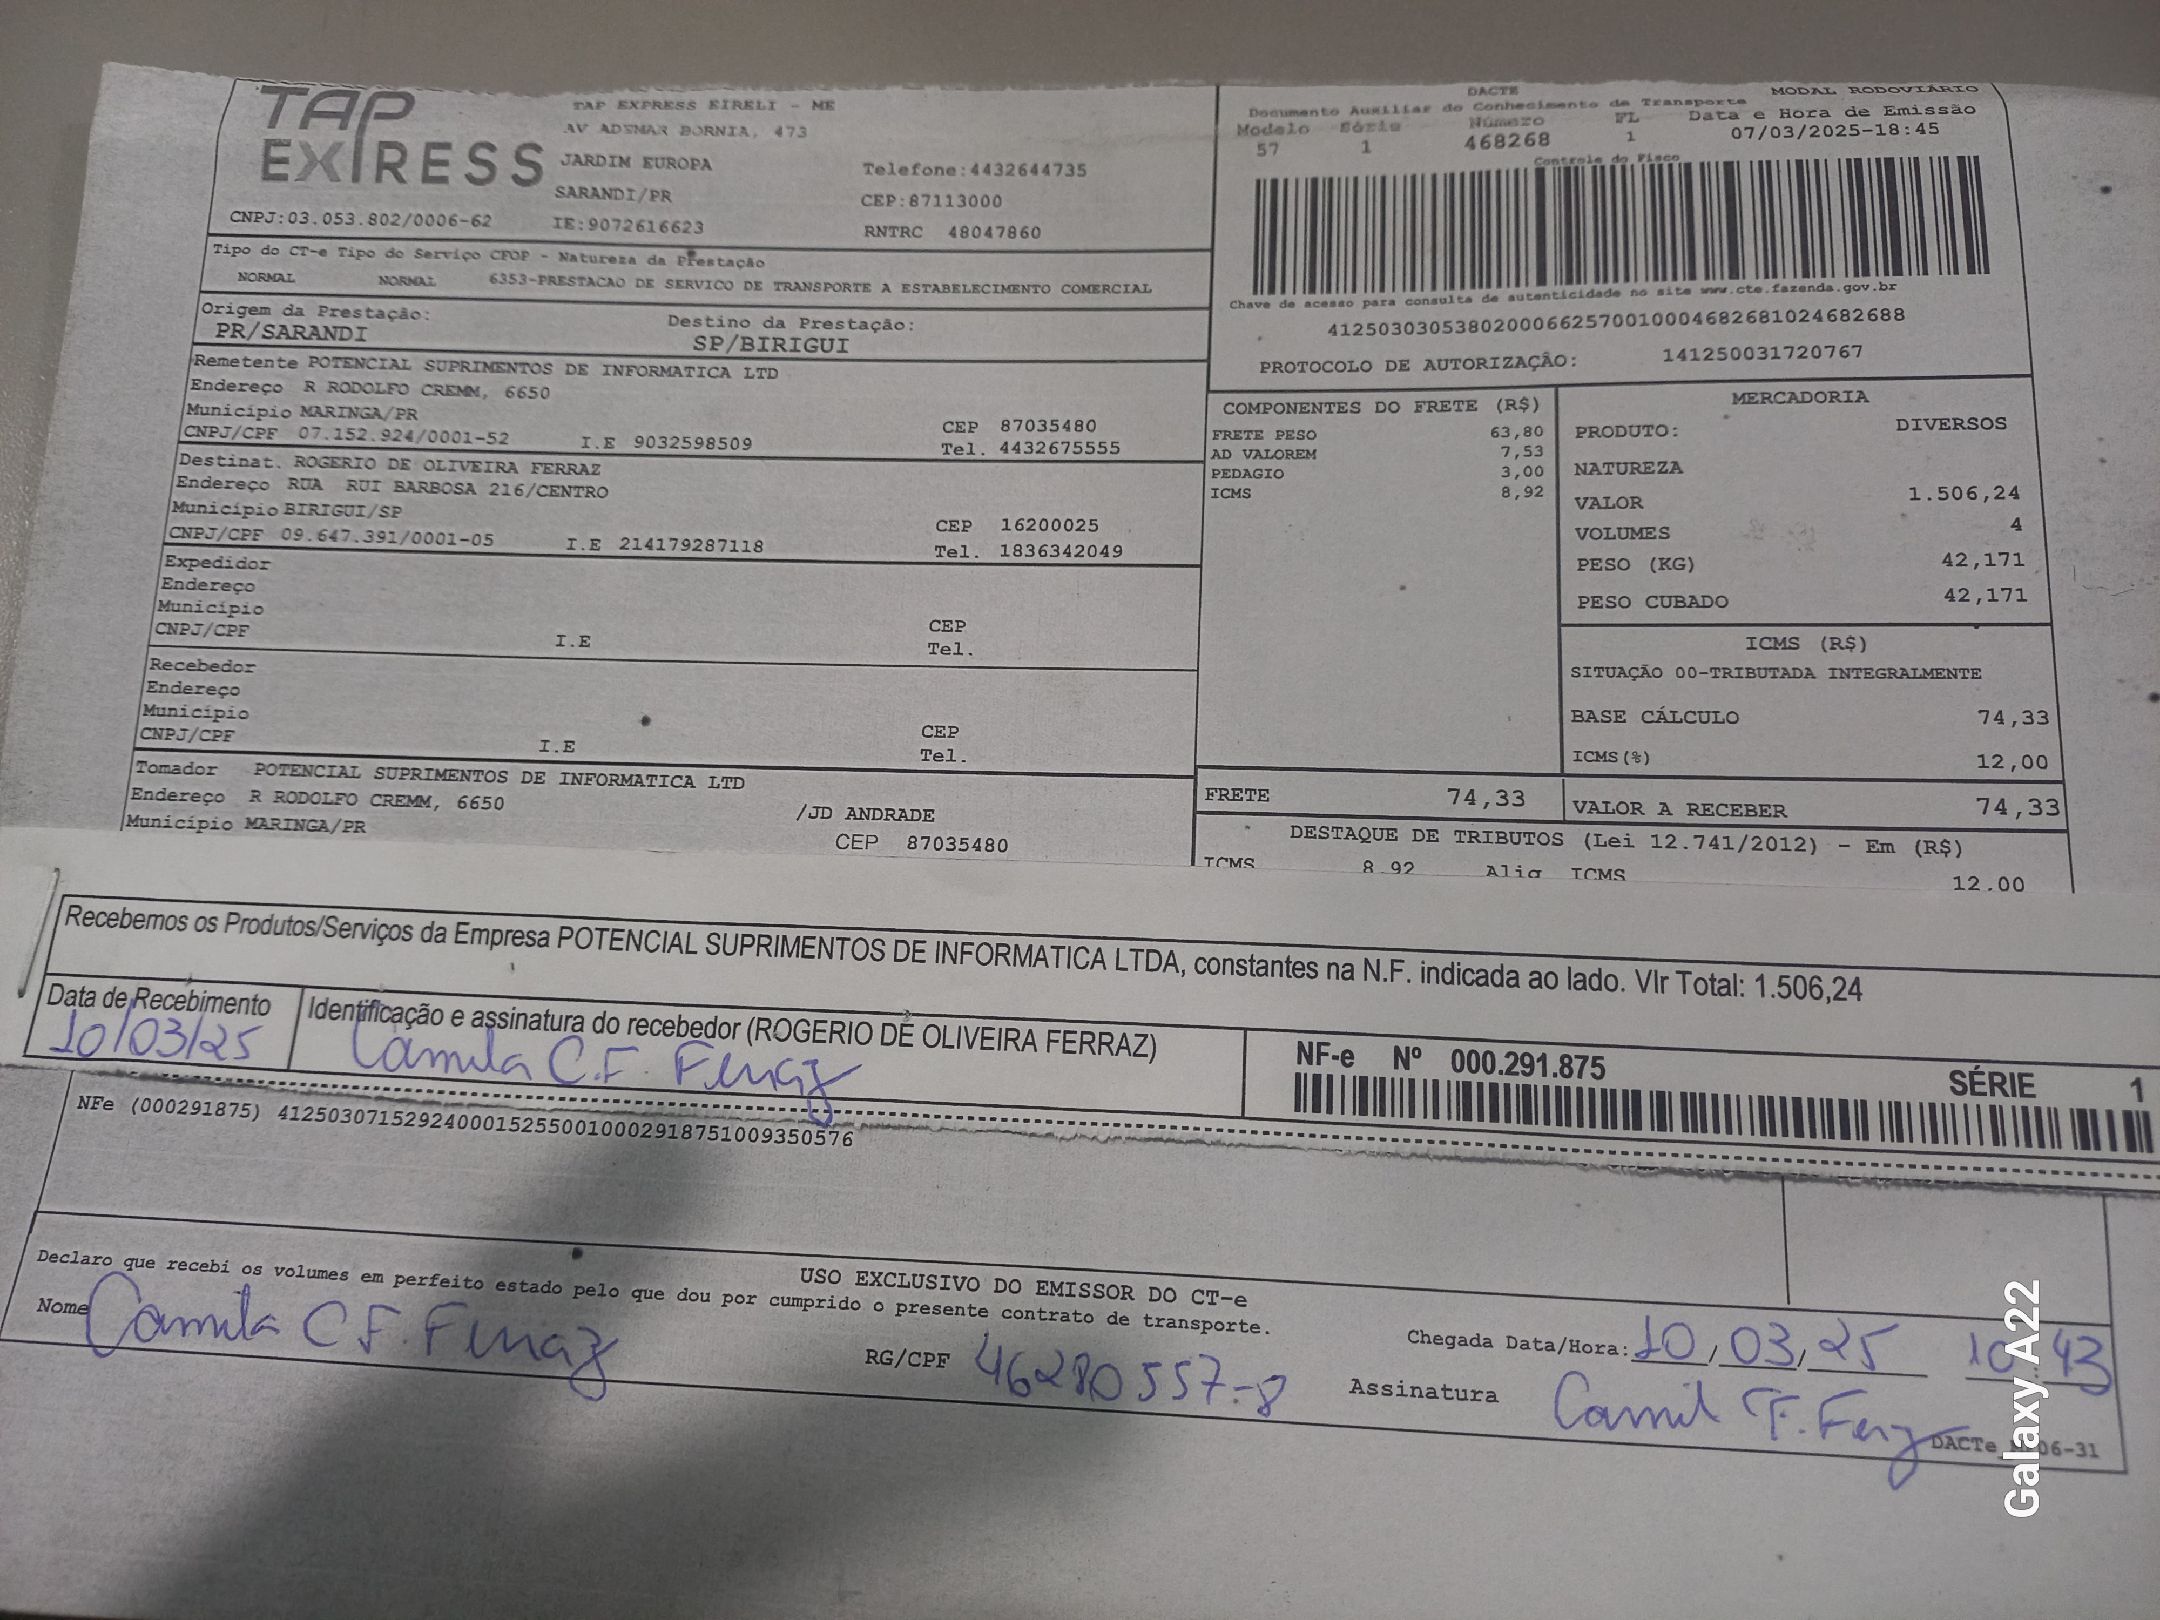 TAP EXPRESS
TAP EXPRESS EIRELI - ME
AV ADEMAR BORNIA, 473
JARDIM EUROPA Telefone:4432644735
SARANDI/PR CEP:87113000
CNPJ:03.053.802/0006-62 IE:9072616623 RNTRC 48047860
DACTE MODAL RODOVIÁRIO
Documento Auxiliar do Conhecimento de Transporte
Modelo Série Número FL Data e Hora de Emissão
57 1 468268 1 07/03/2025-18:45
Controle do Fisco
Chave de acesso para consulta de autenticidade no site www.cte.fazenda.gov.br
41250303053802000662570010004682681024682688
PROTOCOLO DE AUTORIZAÇÃO: 141250031720767
Tipo do CT-e Tipo do Serviço CFOP - Natureza da Prestação
NORMAL NORMAL 6353-PRESTACAO DE SERVICO DE TRANSPORTE A ESTABELECIMENTO COMERCIAL
Origem da Prestação: Destino da Prestação:
PR/SARANDI SP/BIRIGUI
Remetente POTENCIAL SUPRIMENTOS DE INFORMATICA LTD
Endereço R RODOLFO CREMM, 6650
Município MARINGA/PR CEP 87035480
CNPJ/CPF 07.152.924/0001-52 I.E 9032598509 Tel. 4432675555
Destinat. ROGERIO DE OLIVEIRA FERRAZ
Endereço RUA RUI BARBOSA 216/CENTRO
Município BIRIGUI/SP CEP 16200025
CNPJ/CPF 09.647.391/0001-05 I.E 214179287118 Tel. 1836342049
Expedidor
Endereço
Município CEP
CNPJ/CPF I.E Tel.
Recebedor
Endereço
Município CEP
CNPJ/CPF I.E Tel.
Tomador POTENCIAL SUPRIMENTOS DE INFORMATICA LTD
Endereço R RODOLFO CREMM, 6650 /JD ANDRADE
Município MARINGA/PR CEP 87035480
COMPONENTES DO FRETE (R$)
FRETE PESO 63,80
AD VALOREM 7,53
PEDAGIO 3,00
ICMS 8,92
MERCADORIA
PRODUTO: DIVERSOS
NATUREZA
VALOR 1.506,24
VOLUMES 4
PESO (KG) 42,171
PESO CUBADO 42,171
ICMS (R$)
SITUAÇÃO 00-TRIBUTADA INTEGRALMENTE
BASE CÁLCULO 74,33
ICMS(%) 12,00
FRETE 74,33 VALOR A RECEBER 74,33
DESTAQUE DE TRIBUTOS (Lei 12.741/2012) - Em (R$)
ICMS 8.92 Aliq ICMS 12.00
Recebemos os Produtos/Serviços da Empresa POTENCIAL SUPRIMENTOS DE INFORMATICA LTDA, constantes na N.F. indicada ao lado. Vlr Total: 1.506,24
Data de Recebimento Identificação e assinatura do recebedor (ROGERIO DE OLIVEIRA FERRAZ)
10/03/25 Camila C.F. Ferraz
NF-e Nº 000.291.875 SÉRIE 1
NFe (000291875) 41250307152924000152550010002918751009350576
USO EXCLUSIVO DO EMISSOR DO CT-e
Declaro que recebi os volumes em perfeito estado pelo que dou por cumprido o presente contrato de transporte.
Nome Camila C F. Ferraz RG/CPF 46280557-8
Chegada Data/Hora: 10/03/25 10:43
Assinatura
Galaxy A22